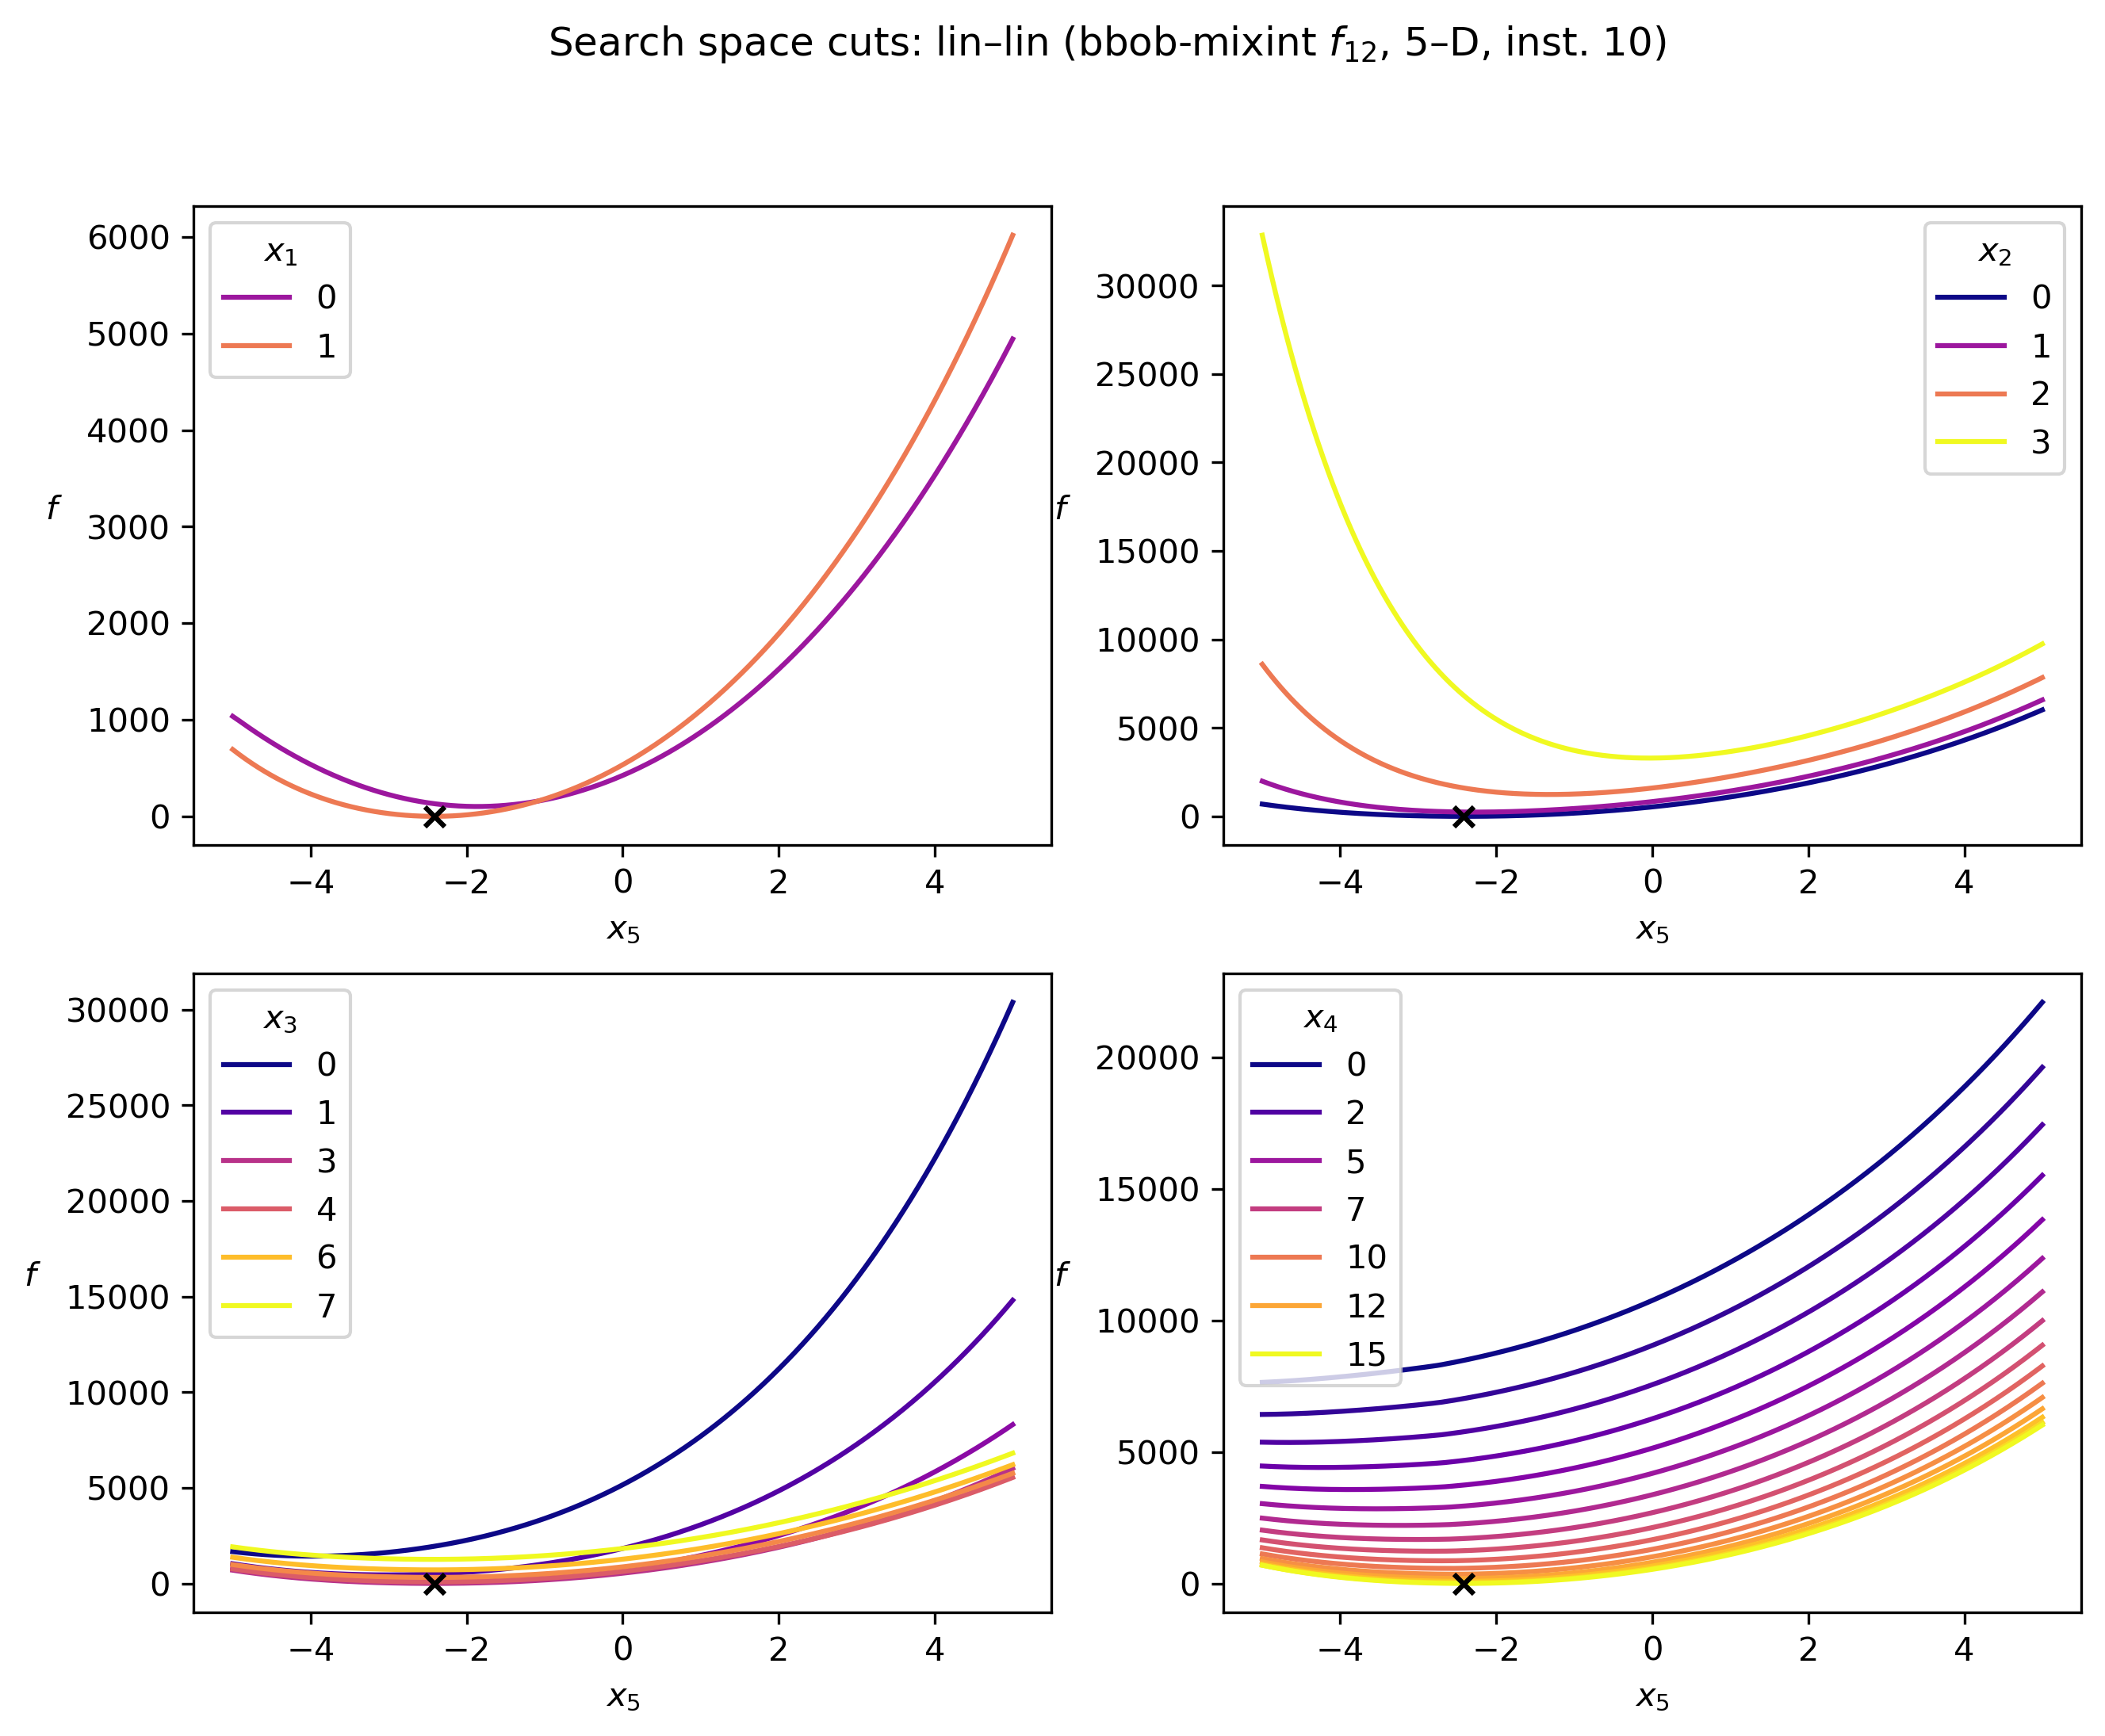 Search space cuts: lin–lin (bbob-mixint f12, 5–D, inst. 10)
6000
5000
4000
3000
2000
1000
0
f
x1
0
1
−4 −2 0 2 4
x5
30000
25000
20000
15000
10000
5000
0
f
x2
0
1
2
3
−4 −2 0 2 4
x5
30000
25000
20000
15000
10000
5000
0
f
x3
0
1
3
4
6
7
−4 −2 0 2 4
x5
20000
15000
10000
5000
0
f
x4
0
2
5
7
10
12
15
−4 −2 0 2 4
x5